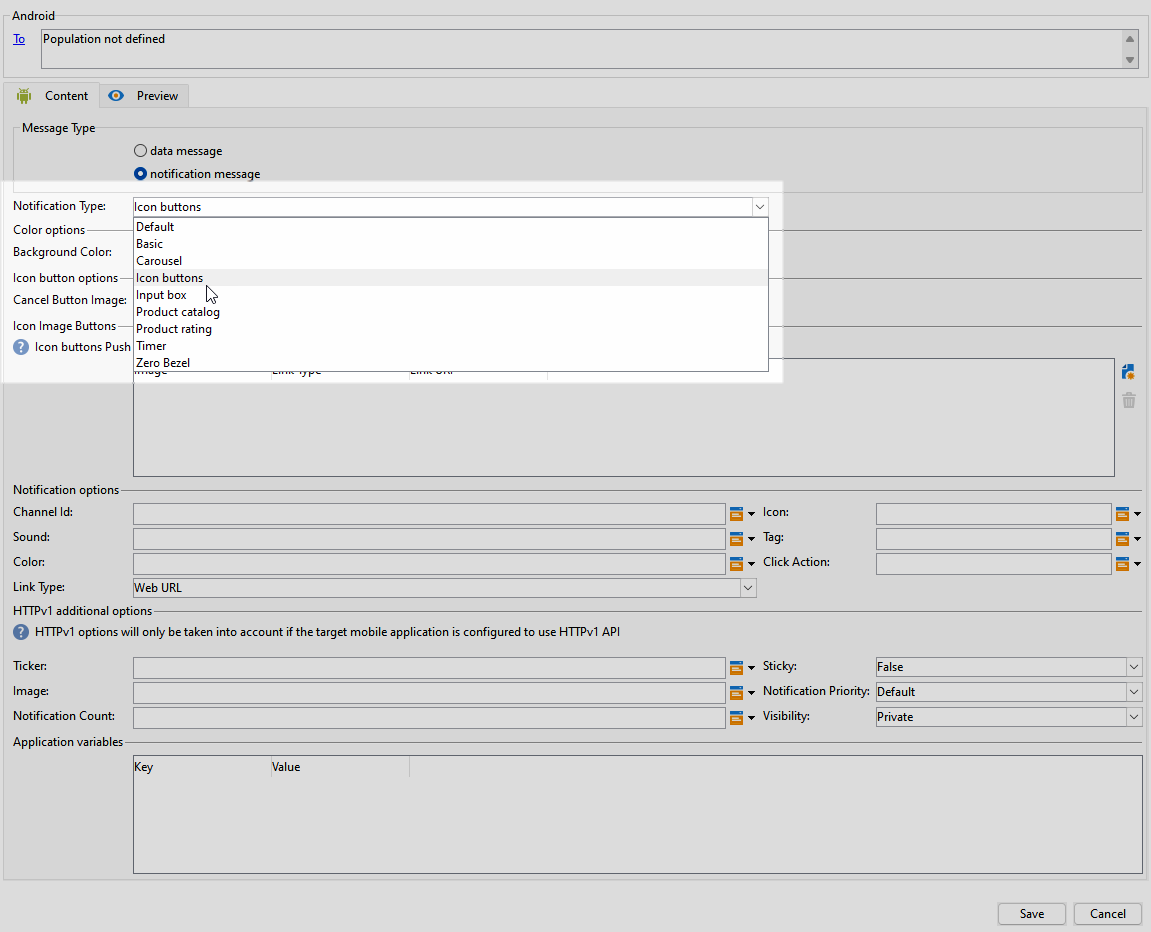 Android
To Population not defined
Content Preview
Message Type
data message
notification message
Notification Type: Icon buttons
Default
Color options
Basic
Background Color:
Carousel
Icon button options
Icon buttons
Cancel Button Image:
Input box
Product catalog
Icon Image Buttons
Product rating
? Icon buttons Push
Timer
Zero Bezel
Image Link Type Link URL
Notification options
Channel Id: Icon:
Sound: Tag:
Color: Click Action:
Link Type: Web URL
HTTPv1 additional options
? HTTPv1 options will only be taken into account if the target mobile application is configured to use HTTPv1 API
Ticker: Sticky: False
Image: Notification Priority: Default
Notification Count: Visibility: Private
Application variables
Key Value
Save Cancel